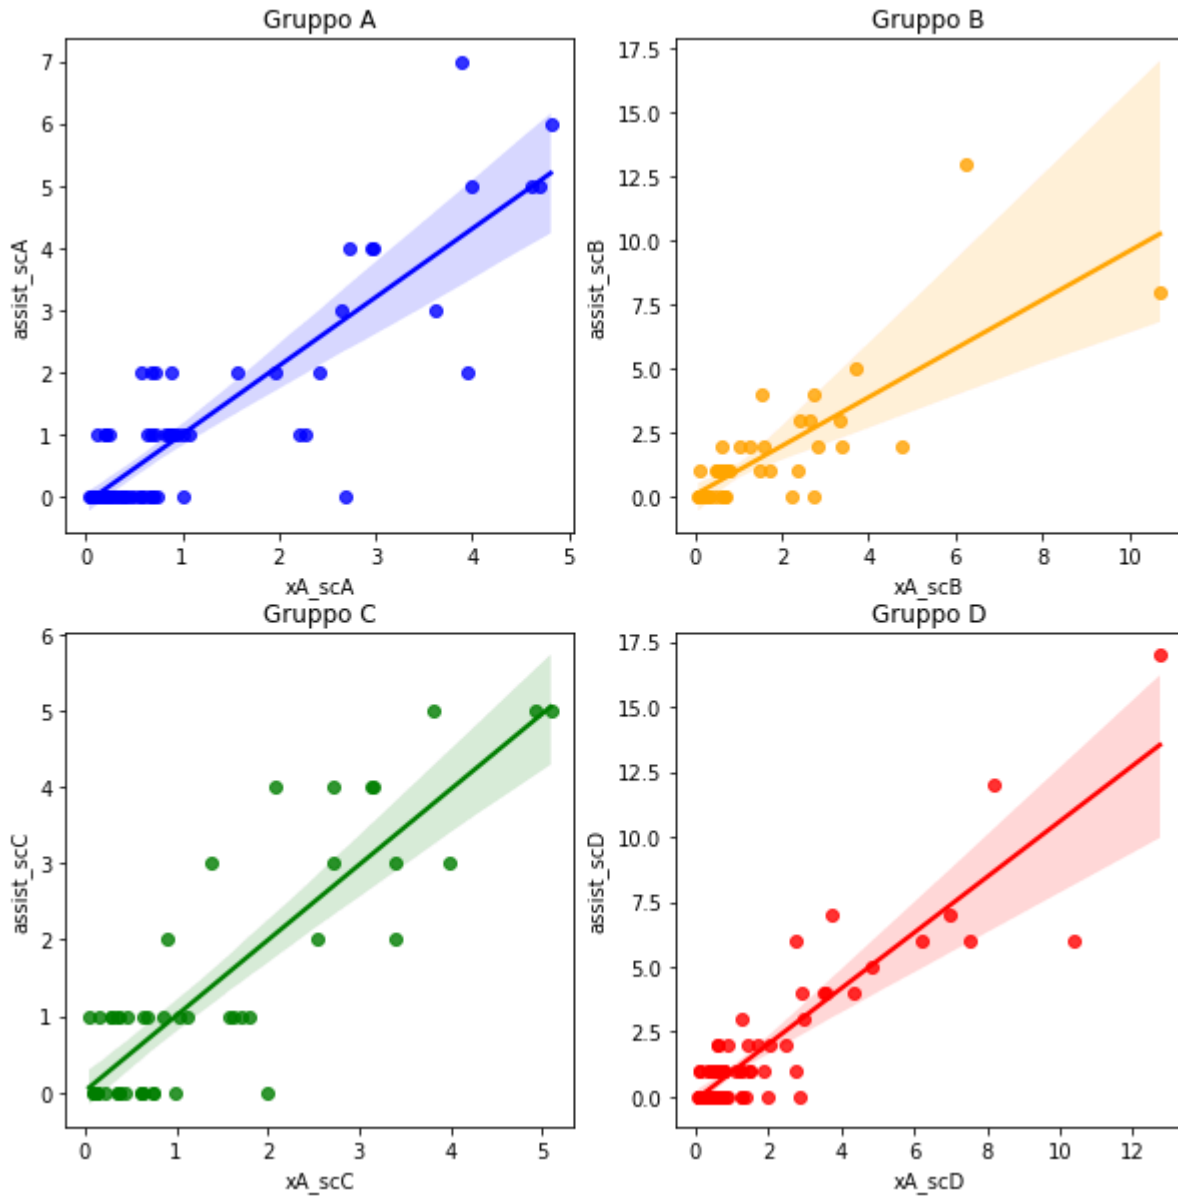 Gruppo A
7
6
5
4
3
2
1
0
assist_scA
0 1 2 3 4 5
xA_scA
Gruppo B
17.5
15.0
12.5
10.0
7.5
5.0
2.5
0.0
assist_scB
0 2 4 6 8 10
xA_scB
Gruppo C
6
5
4
3
2
1
0
assist_scC
0 1 2 3 4 5
xA_scC
Gruppo D
17.5
15.0
12.5
10.0
7.5
5.0
2.5
0.0
assist_scD
0 2 4 6 8 10 12
xA_scD